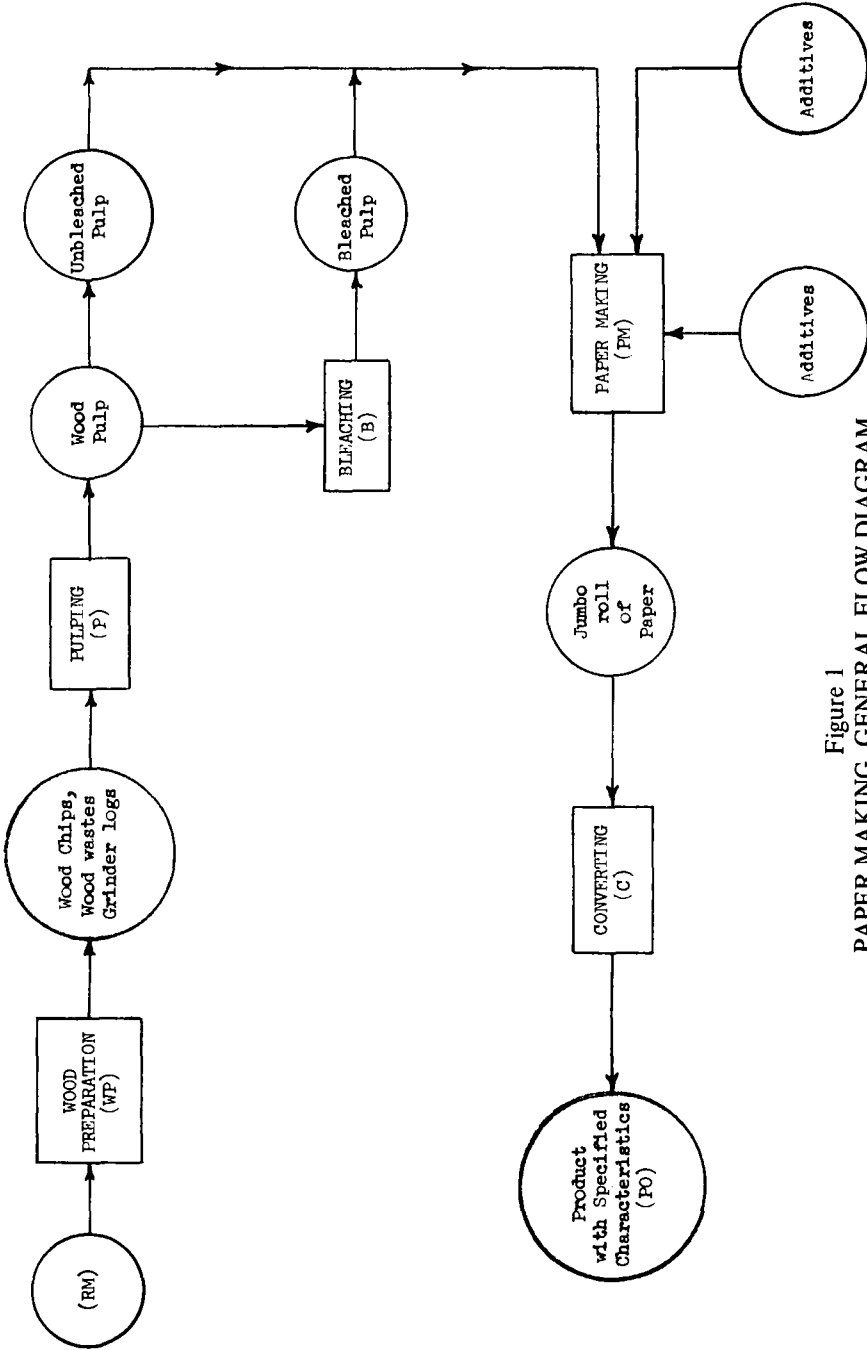 (RM)
WOOD
PREPARATION
(WP)
Wood Chips,
Wood wastes
Grinder logs
PULPING
(P)
Wood
Pulp
Unbleached
Pulp
BLEACHING
(B)
Bleached
Pulp
PAPER MAKING
(PM)
Additives
Additives
Jumbo
roll
of
Paper
CONVERTING
(C)
Product
with Specified
Characteristics
(PO)
Figure 1
PAPER MAKING GENERAL FLOW DIAGRAM